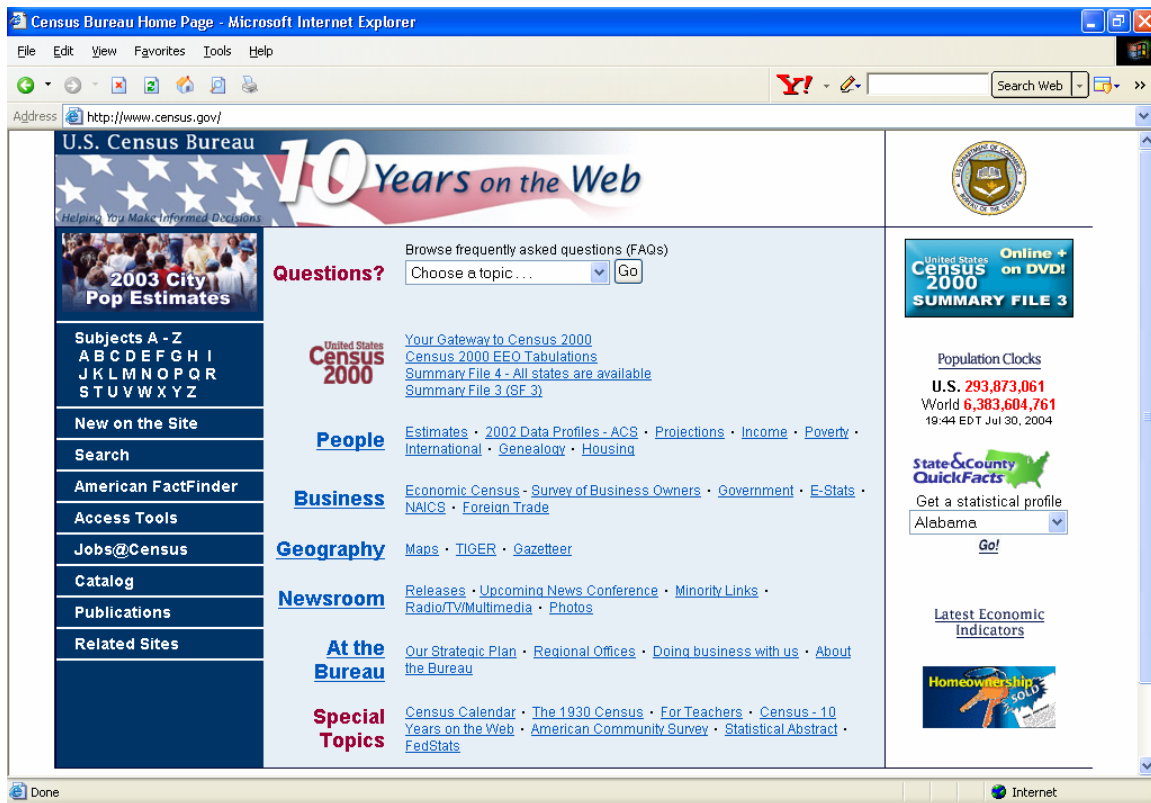 Census Bureau Home Page - Microsoft Internet Explorer
File Edit View Favorites Tools Help
Y! Search Web »
Address http://www.census.gov/
U.S. Census Bureau
Helping You Make Informed Decisions
10 Years on the Web
2003 City
Pop Estimates
Subjects A - Z
A B C D E F G H I
J K L M N O P Q R
S T U V W X Y Z
New on the Site
Search
American FactFinder
Access Tools
Jobs@Census
Catalog
Publications
Related Sites
Questions?
Browse frequently asked questions (FAQs)
Choose a topic . . . Go
United States
Census
2000
Your Gateway to Census 2000
Census 2000 EEO Tabulations
Summary File 4 - All states are available
Summary File 3 (SF 3)
People
Estimates · 2002 Data Profiles - ACS · Projections · Income · Poverty ·
International · Genealogy · Housing
Business
Economic Census - Survey of Business Owners · Government · E-Stats ·
NAICS · Foreign Trade
Geography
Maps · TIGER · Gazetteer
Newsroom
Releases · Upcoming News Conference · Minority Links ·
Radio/TV/Multimedia · Photos
At the
Bureau
Our Strategic Plan · Regional Offices · Doing business with us · About
the Bureau
Special
Topics
Census Calendar · The 1930 Census · For Teachers · Census - 10
Years on the Web · American Community Survey · Statistical Abstract ·
FedStats
United States
Census
2000
Online +
on DVD!
SUMMARY FILE 3
Population Clocks
U.S. 293,873,061
World 6,383,604,761
19:44 EDT Jul 30, 2004
State&County
QuickFacts
Get a statistical profile
Alabama
Go!
Latest Economic
Indicators
Homeownership
SOLD
Done Internet